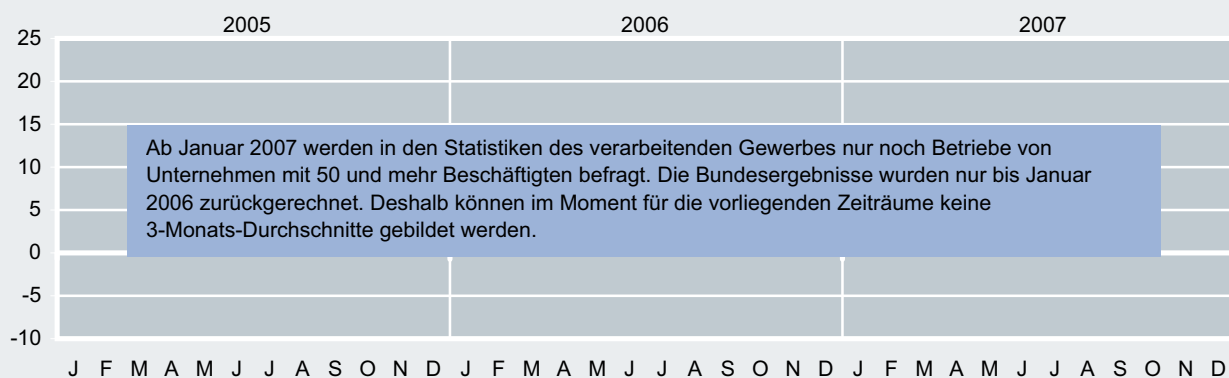 2005 2006 2007
25
20
15
10
5
0
-5
-10
Ab Januar 2007 werden in den Statistiken des verarbeitenden Gewerbes nur noch Betriebe von
Unternehmen mit 50 und mehr Beschäftigten befragt. Die Bundesergebnisse wurden nur bis Januar
2006 zurückgerechnet. Deshalb können im Moment für die vorliegenden Zeiträume keine
3-Monats-Durchschnitte gebildet werden.
J F M A M J J A S O N D J F M A M J J A S O N D J F M A M J J A S O N D